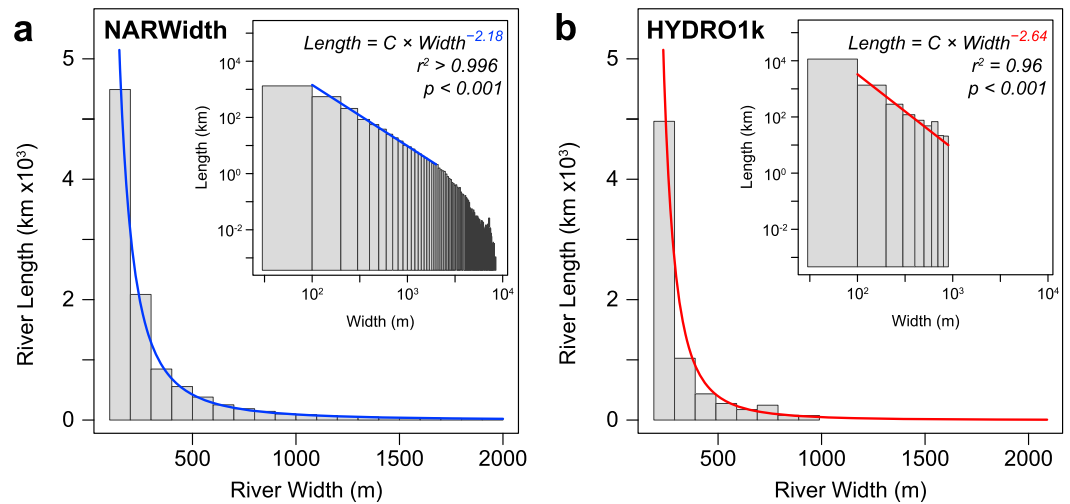 a NARWidth
Length = C × Width^−2.18
r² > 0.996
p < 0.001
10⁴
10²
10⁰
10⁻²
Length (km)
10² 10³ 10⁴
Width (m)
5
4
2
0
River Length (km x10³)
500 1000 1500 2000
River Width (m)
b HYDRO1k
Length = C × Width^−2.64
r² = 0.96
p < 0.001
10⁴
10²
10⁰
10⁻²
Length (km)
10² 10³ 10⁴
Width (m)
5
4
2
0
River Length (km x10³)
500 1000 1500 2000
River Width (m)